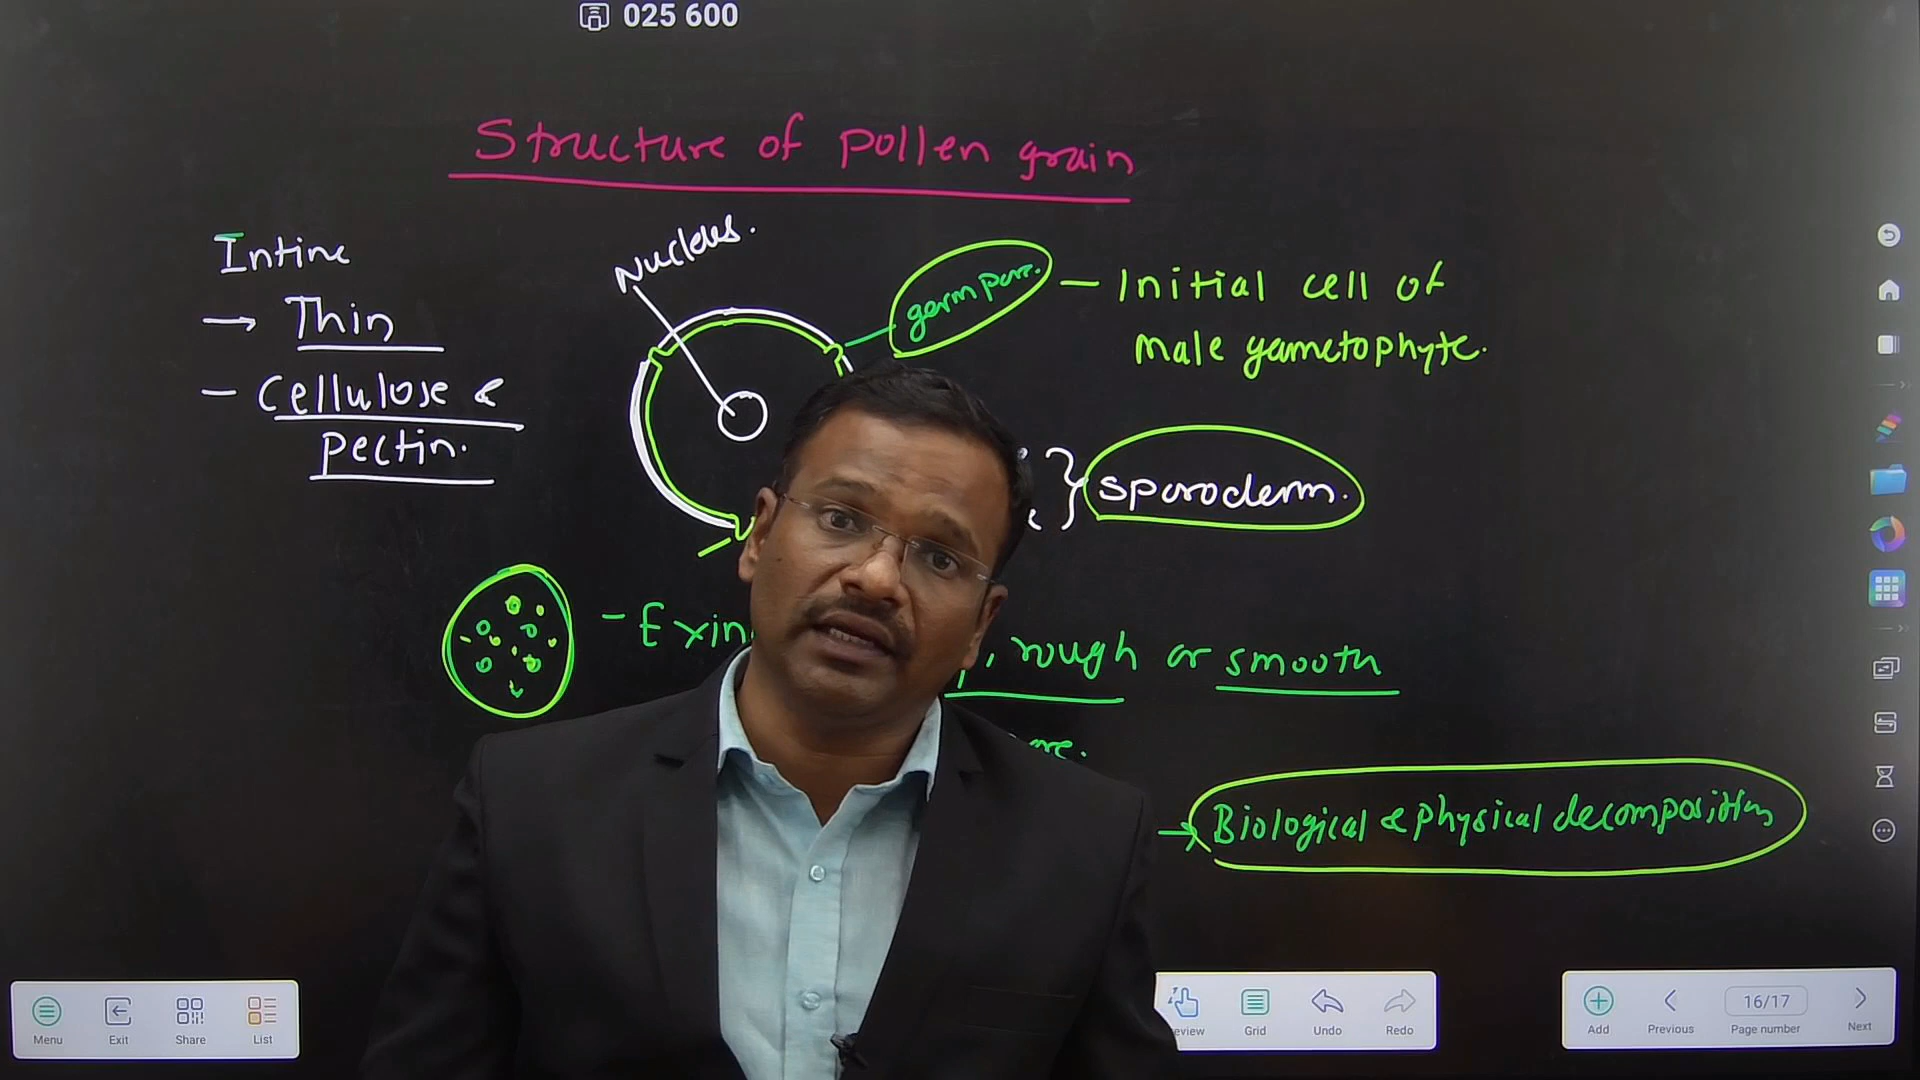 025 600
Structure of pollen grain
Intine
→ Thin
- Cellulose &
pectin.
Nucleus.
germ pore.
- Initial cell of
male gametophyte.
} sporoderm.
, rough or smooth
→ Biological & physical decomposition
Menu
Exit
Share
List
Grid
Undo
Redo
Add
Previous
16/17
Page number
Next